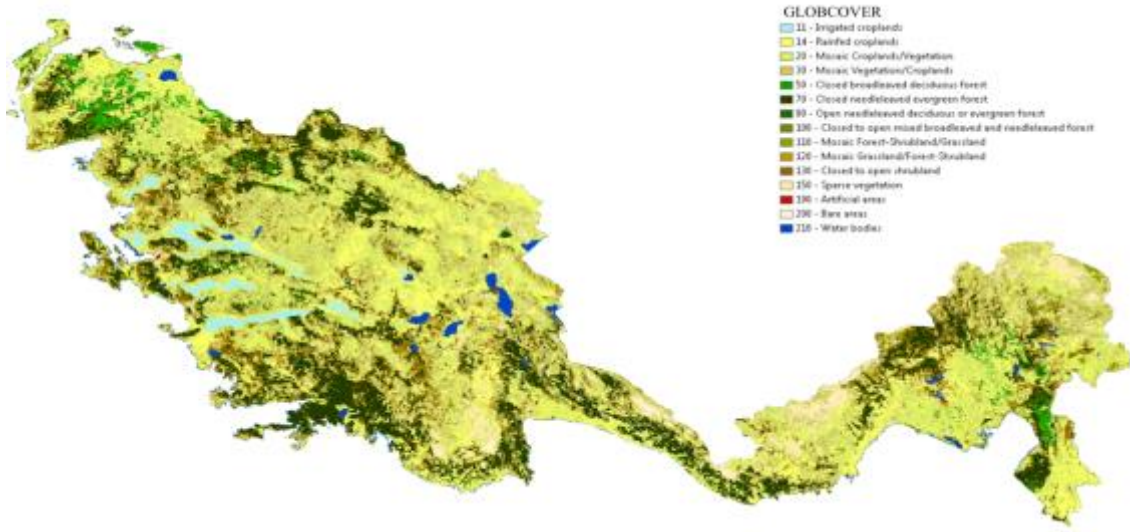 GLOBCOVER
11 - Irrigated croplands
14 - Rainfed croplands
20 - Mosaic Croplands/Vegetation
30 - Mosaic Vegetation/Croplands
50 - Closed broadleaved deciduous forest
70 - Closed needleleaved evergreen forest
90 - Open needleleaved deciduous or evergreen forest
100 - Closed to open mixed broadleaved and needleleaved forest
110 - Mosaic Forest-Shrubland/Grassland
120 - Mosaic Grassland/Forest-Shrubland
130 - Closed to open shrubland
150 - Sparse vegetation
190 - Artificial areas
200 - Bare areas
210 - Water bodies